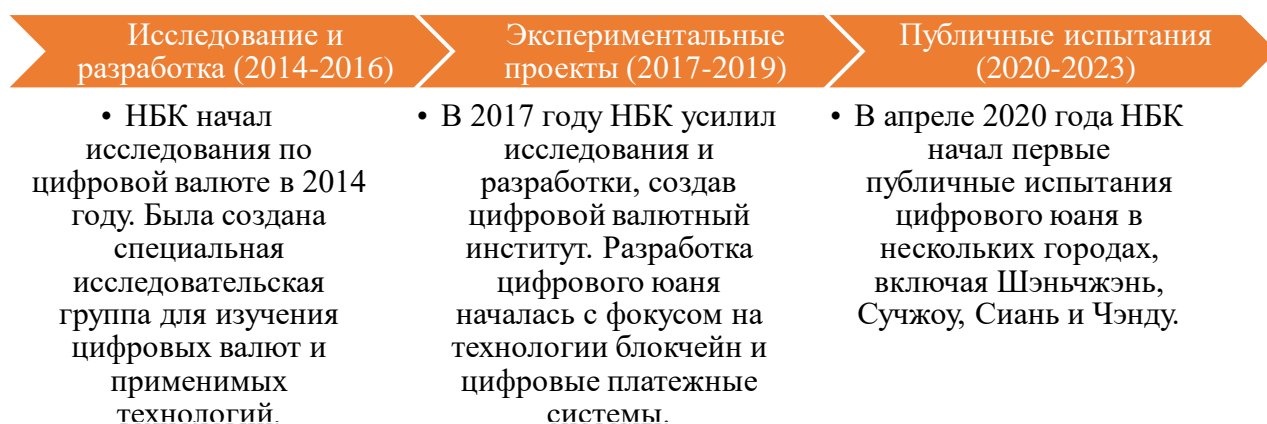 Исследование и
разработка (2014-2016)
• НБК начал
исследования по
цифровой валюте в 2014
году. Была создана
специальная
исследовательская
группа для изучения
цифровых валют и
применимых
технологий.
Экспериментальные
проекты (2017-2019)
• В 2017 году НБК усилил
исследования и
разработки, создав
цифровой валютный
институт. Разработка
цифрового юаня
началась с фокусом на
технологии блокчейн и
цифровые платежные
системы.
Публичные испытания
(2020-2023)
• В апреле 2020 года НБК
начал первые
публичные испытания
цифрового юаня в
нескольких городах,
включая Шэньчжэнь,
Сучжоу, Сиань и Чэнду.